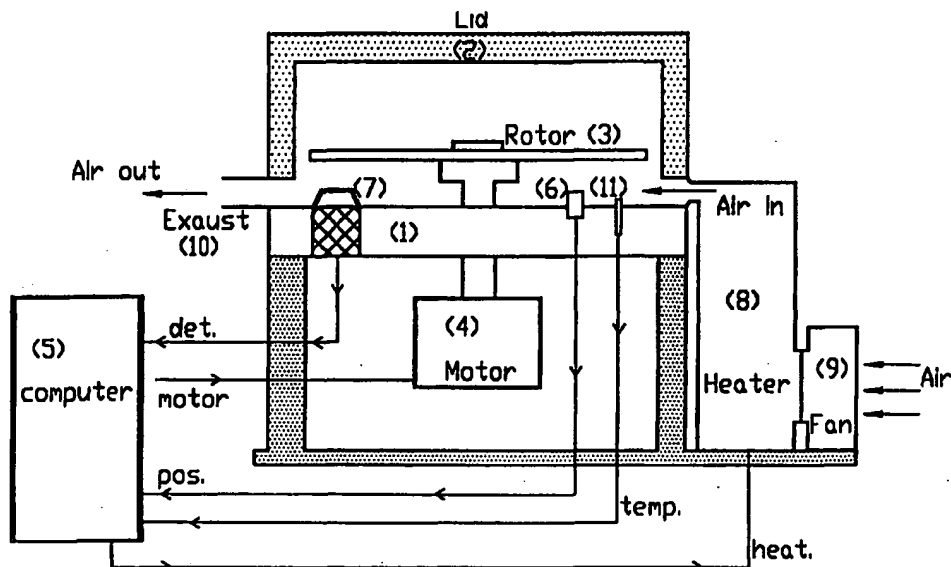 Lid
(2)
Rotor (3)
Air out
(7)
(6) (11)
Air in
Exaust
(10)
(1)
(8)
(5)
computer
det.
(4)
Motor
motor
Heater
(9)
Air
Fan
pos.
temp.
heat.